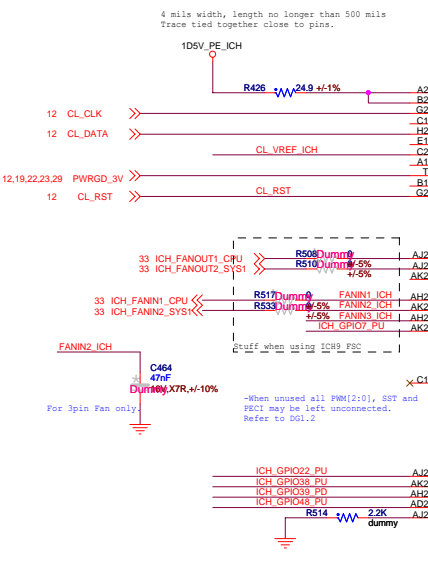 4 mils width, length no longer than 500 mils
Trace tied together close to pins.
1D5V_PE_ICH
R426 24.9 +/-1%
A2
B2
12 CL_CLK G2
C1
12 CL_DATA H2
E1
CL_VREF_ICH C2
A1
12,19,22,23,29 PWRGD_3V T
B1
12 CL_RST CL_RST G2
R508 Dummy 0
33 ICH_FANOUT1_CPU AJ2
R510 Dummy +/-5%
33 ICH_FANOUT2_SYS1 AJ2
+/-5%
AK2
R517 Dummy 0 FANIN1_ICH AH2
33 ICH_FANIN1_CPU
R533 Dummy +/-5% FANIN2_ICH AK2
33 ICH_FANIN2_SYS1
+/-5% FANIN3_ICH AH2
ICH_GPIO7_PU AK2
FANIN2_ICH
Stuff when using ICH9 FSC
C464
47nF
Dummy 16V,X7R,+/-10%
C1
For 3pin Fan only.
-When unused all PWM[2:0], SST and
PECI may be left unconnected.
Refer to DG1.2
ICH_GPIO22_PU AJ2
ICH_GPIO38_PU AK2
ICH_GPIO39_PD AH2
ICH_GPIO48_PU AD2
R514 2.2K AJ2
dummy